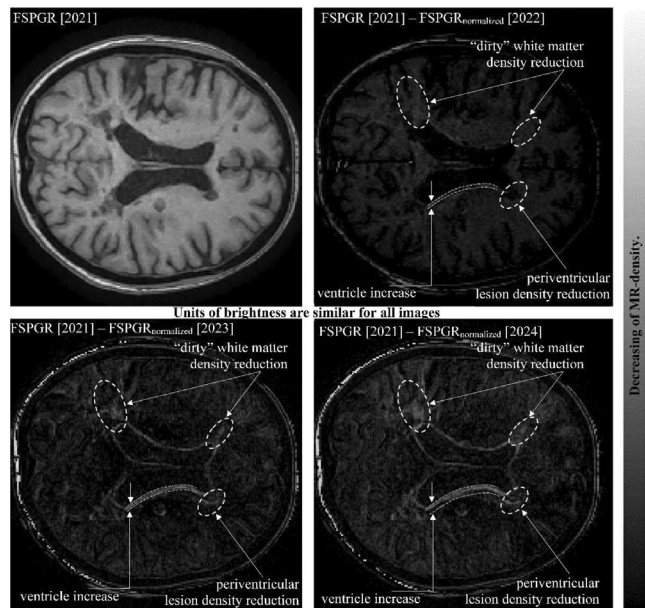 FSPGR [2021]
FSPGR [2021] – FSPGRnormalized [2022]
“dirty” white matter
density reduction
ventricle increase
periventricular
lesion density reduction
Units of brightness are similar for all images
FSPGR [2021] – FSPGRnormalized [2023]
“dirty” white matter
density reduction
ventricle increase
periventricular
lesion density reduction
FSPGR [2021] – FSPGRnormalized [2024]
“dirty” white matter
density reduction
ventricle increase
periventricular
lesion density reduction
Decreasing of MR-density.